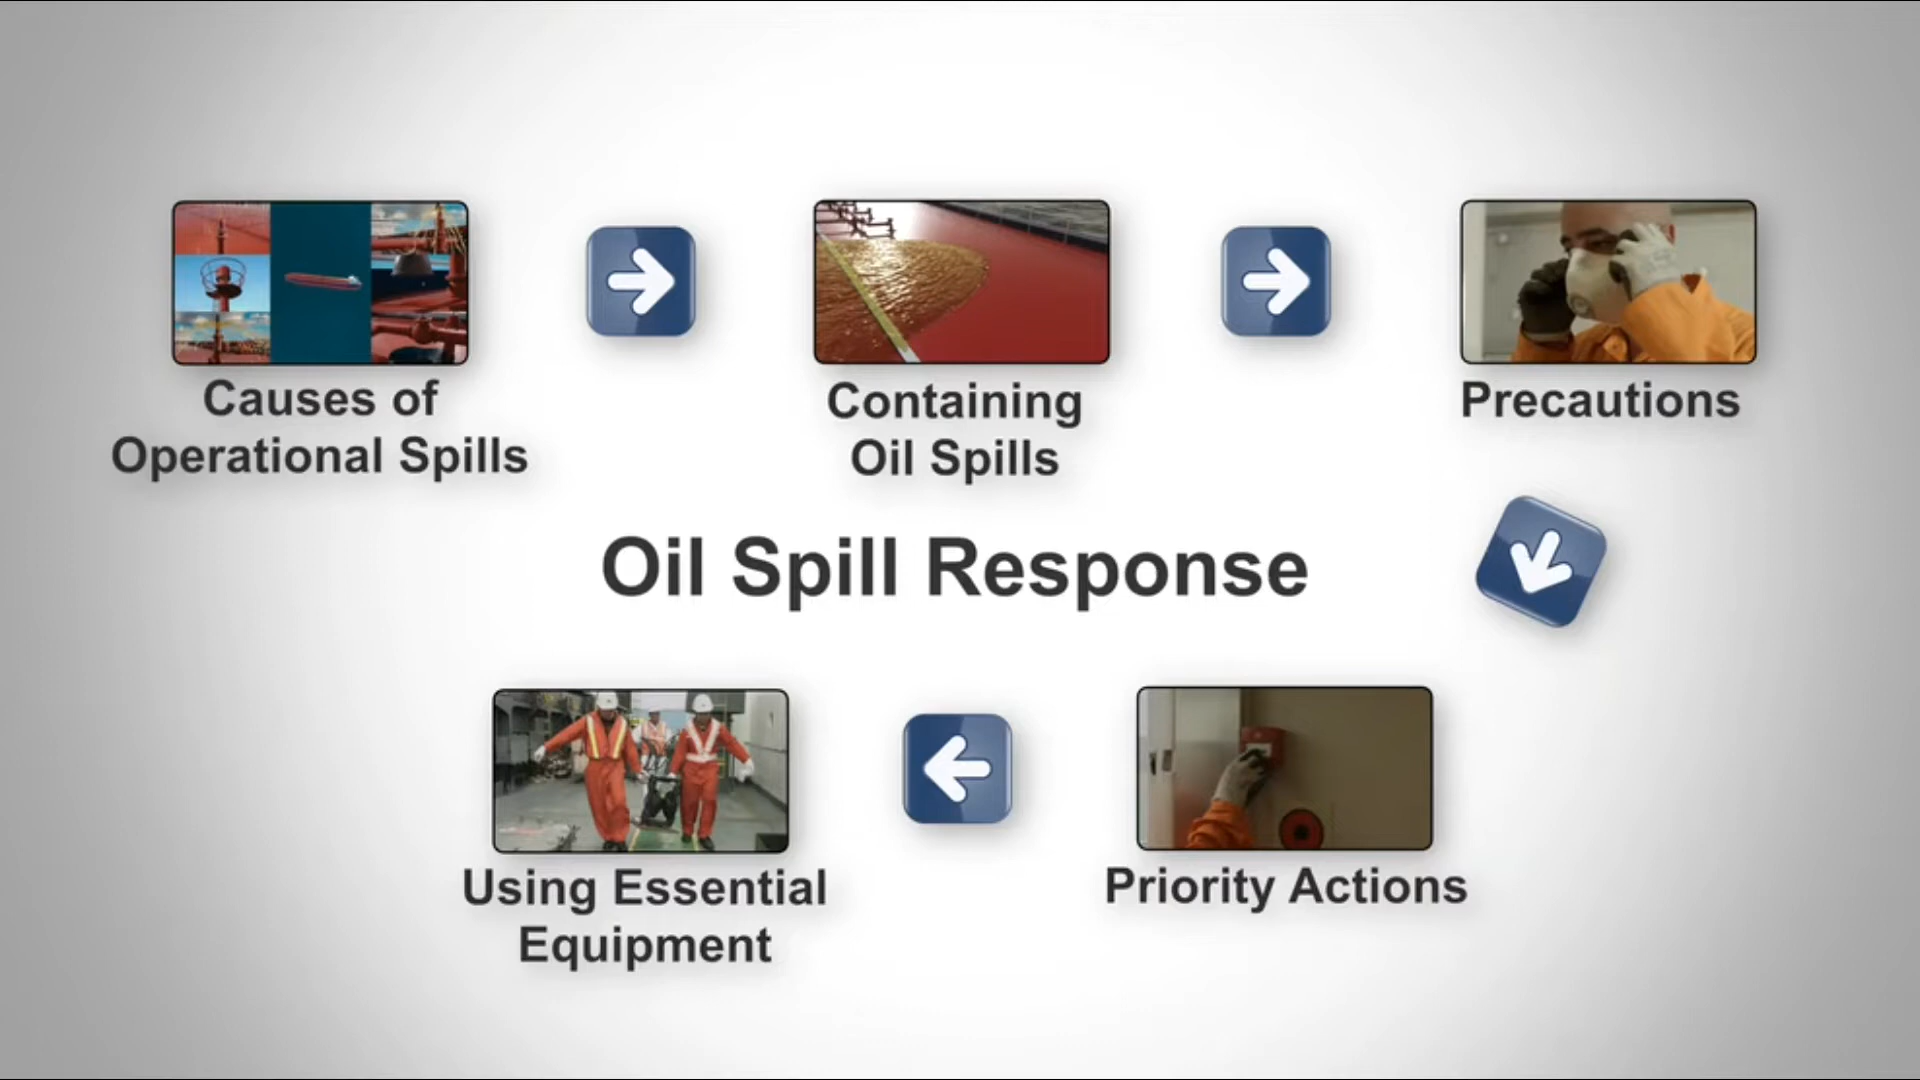 Causes of
Operational Spills
Containing
Oil Spills
Precautions
Oil Spill Response
Using Essential
Equipment
Priority Actions